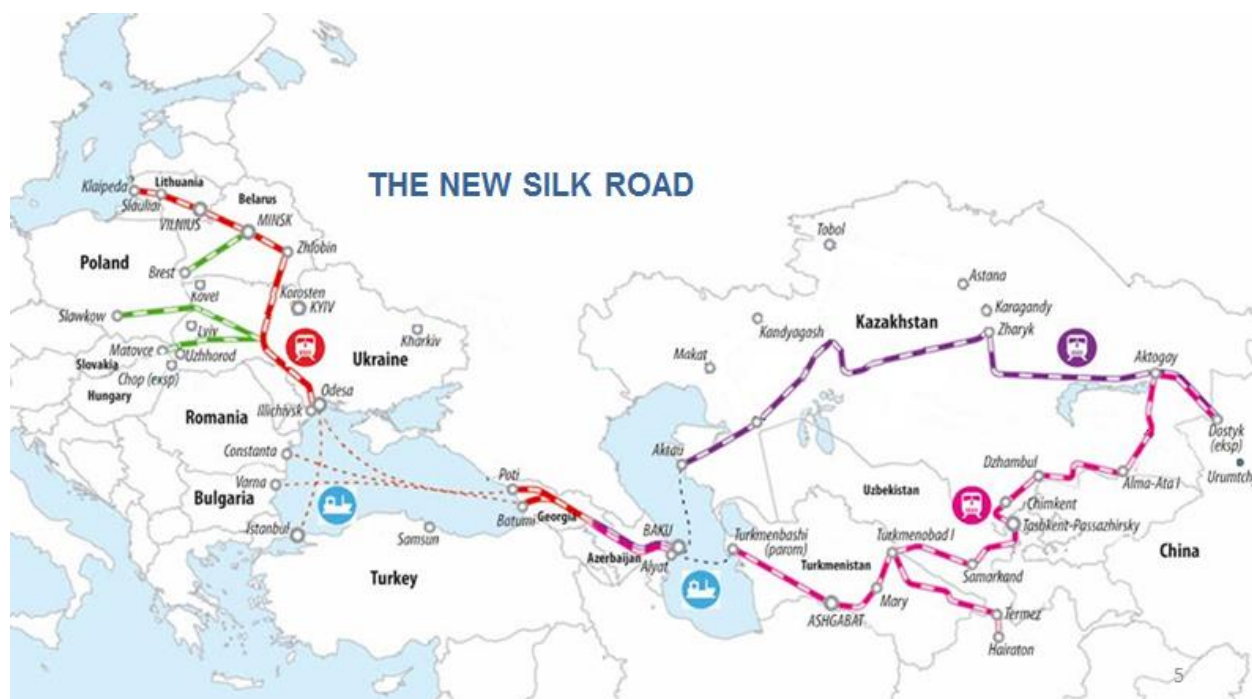 THE NEW SILK ROAD
Klaipeda
Lithuania
Slauliai
VILNIUS
Belarus
MINSK
Zhlobin
Poland
Brest
Kovel
Korosten
KYIV
Slawkow
Lyiv
Kharkiv
Matovce
Uzhhorod
Ukraine
Slovakia
Chop (eksp)
Hungary
Odesa
Romania
Illichivsk
Constanta
Varna
Bulgaria
Istanbul
Samsun
Turkey
Poti
Batumi
Georgia
BAKU
Azerbaijan
Alyat
Tobol
Astana
Karagandy
Kandyagash
Kazakhstan
Zharyk
Makat
Aktogay
Aktau
Dostyk
(eksp)
Urumtchi
Dzhambul
Alma-Ata I
Uzbekistan
Chimkent
Tashkent-Passazhirsky
Turkmenbashi
(parom)
Turkmenobad I
Turkmenistan
China
Samarkand
Mary
ASHGABAT
Termez
Hairaton
5